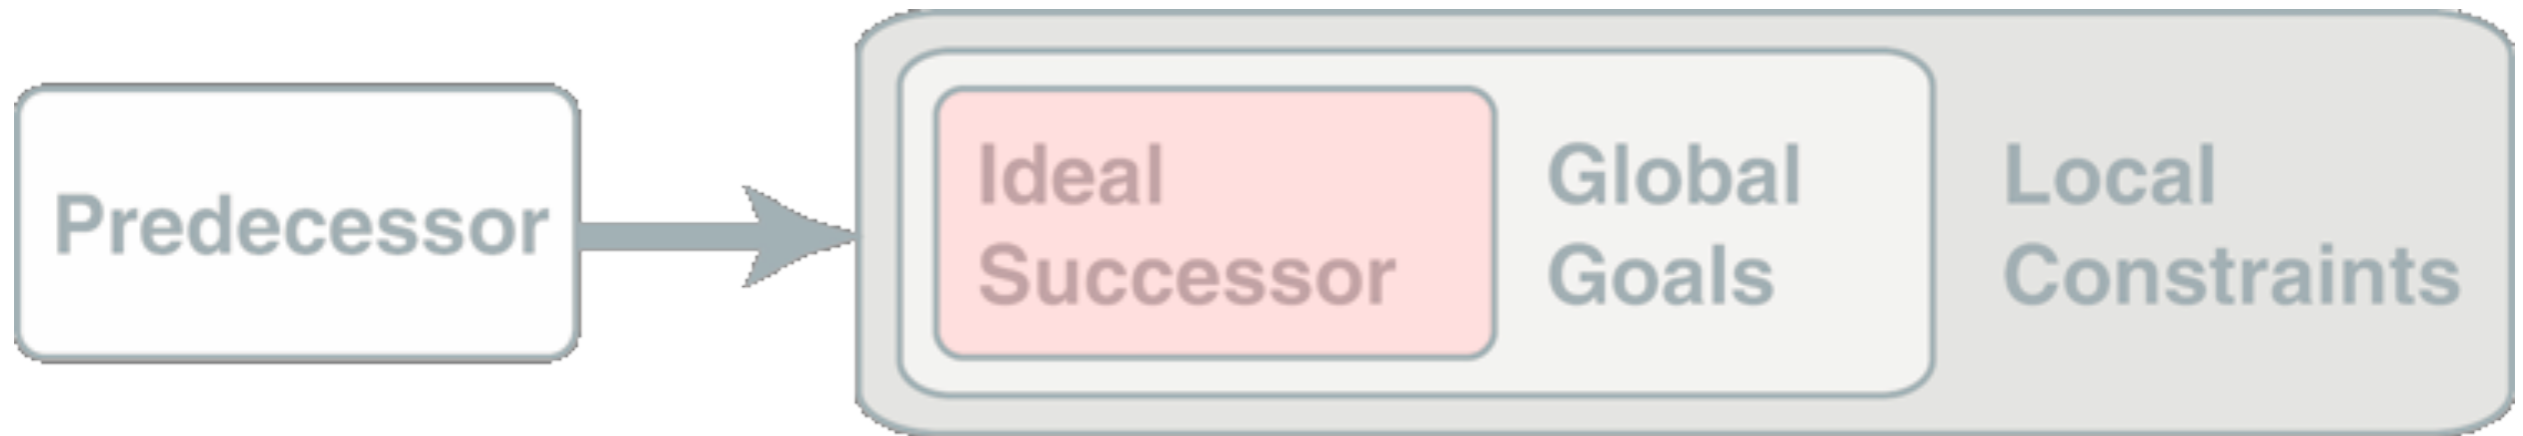 Predecessor
Ideal
Successor
Global
Goals
Local
Constraints